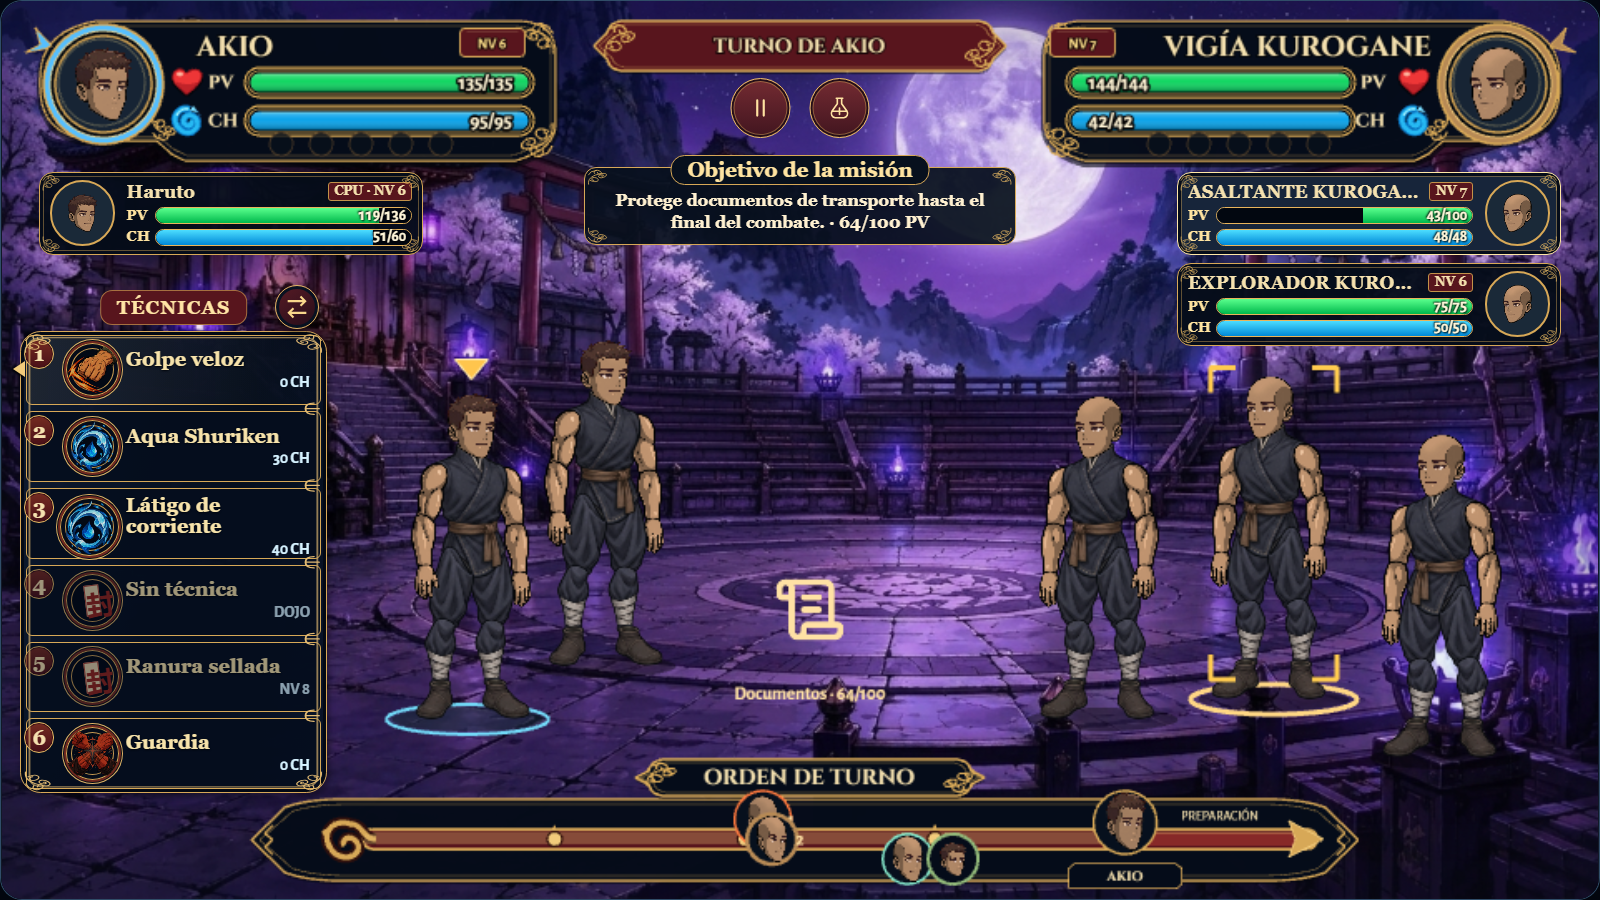 AKIO
NV 6
PV
135/135
CH
95/95
TURNO DE AKIO
NV 7
VIGÍA KUROGANE
144/144
PV
42/42
CH
Haruto
CPU · NV 6
PV
119/136
CH
51/60
Objetivo de la misión
Protege documentos de transporte hasta el
final del combate. · 64/100 PV
ASALTANTE KUROGA...
NV 7
PV
43/100
CH
48/48
EXPLORADOR KURO...
NV 6
PV
75/75
CH
50/50
TÉCNICAS
1
Golpe veloz
0 CH
2
Aqua Shuriken
30 CH
3
Látigo de
corriente
40 CH
4
Sin técnica
DOJO
5
Ranura sellada
NV 8
6
Guardia
0 CH
Documentos · 64/100
ORDEN DE TURNO
2
PREPARACIÓN
AKIO